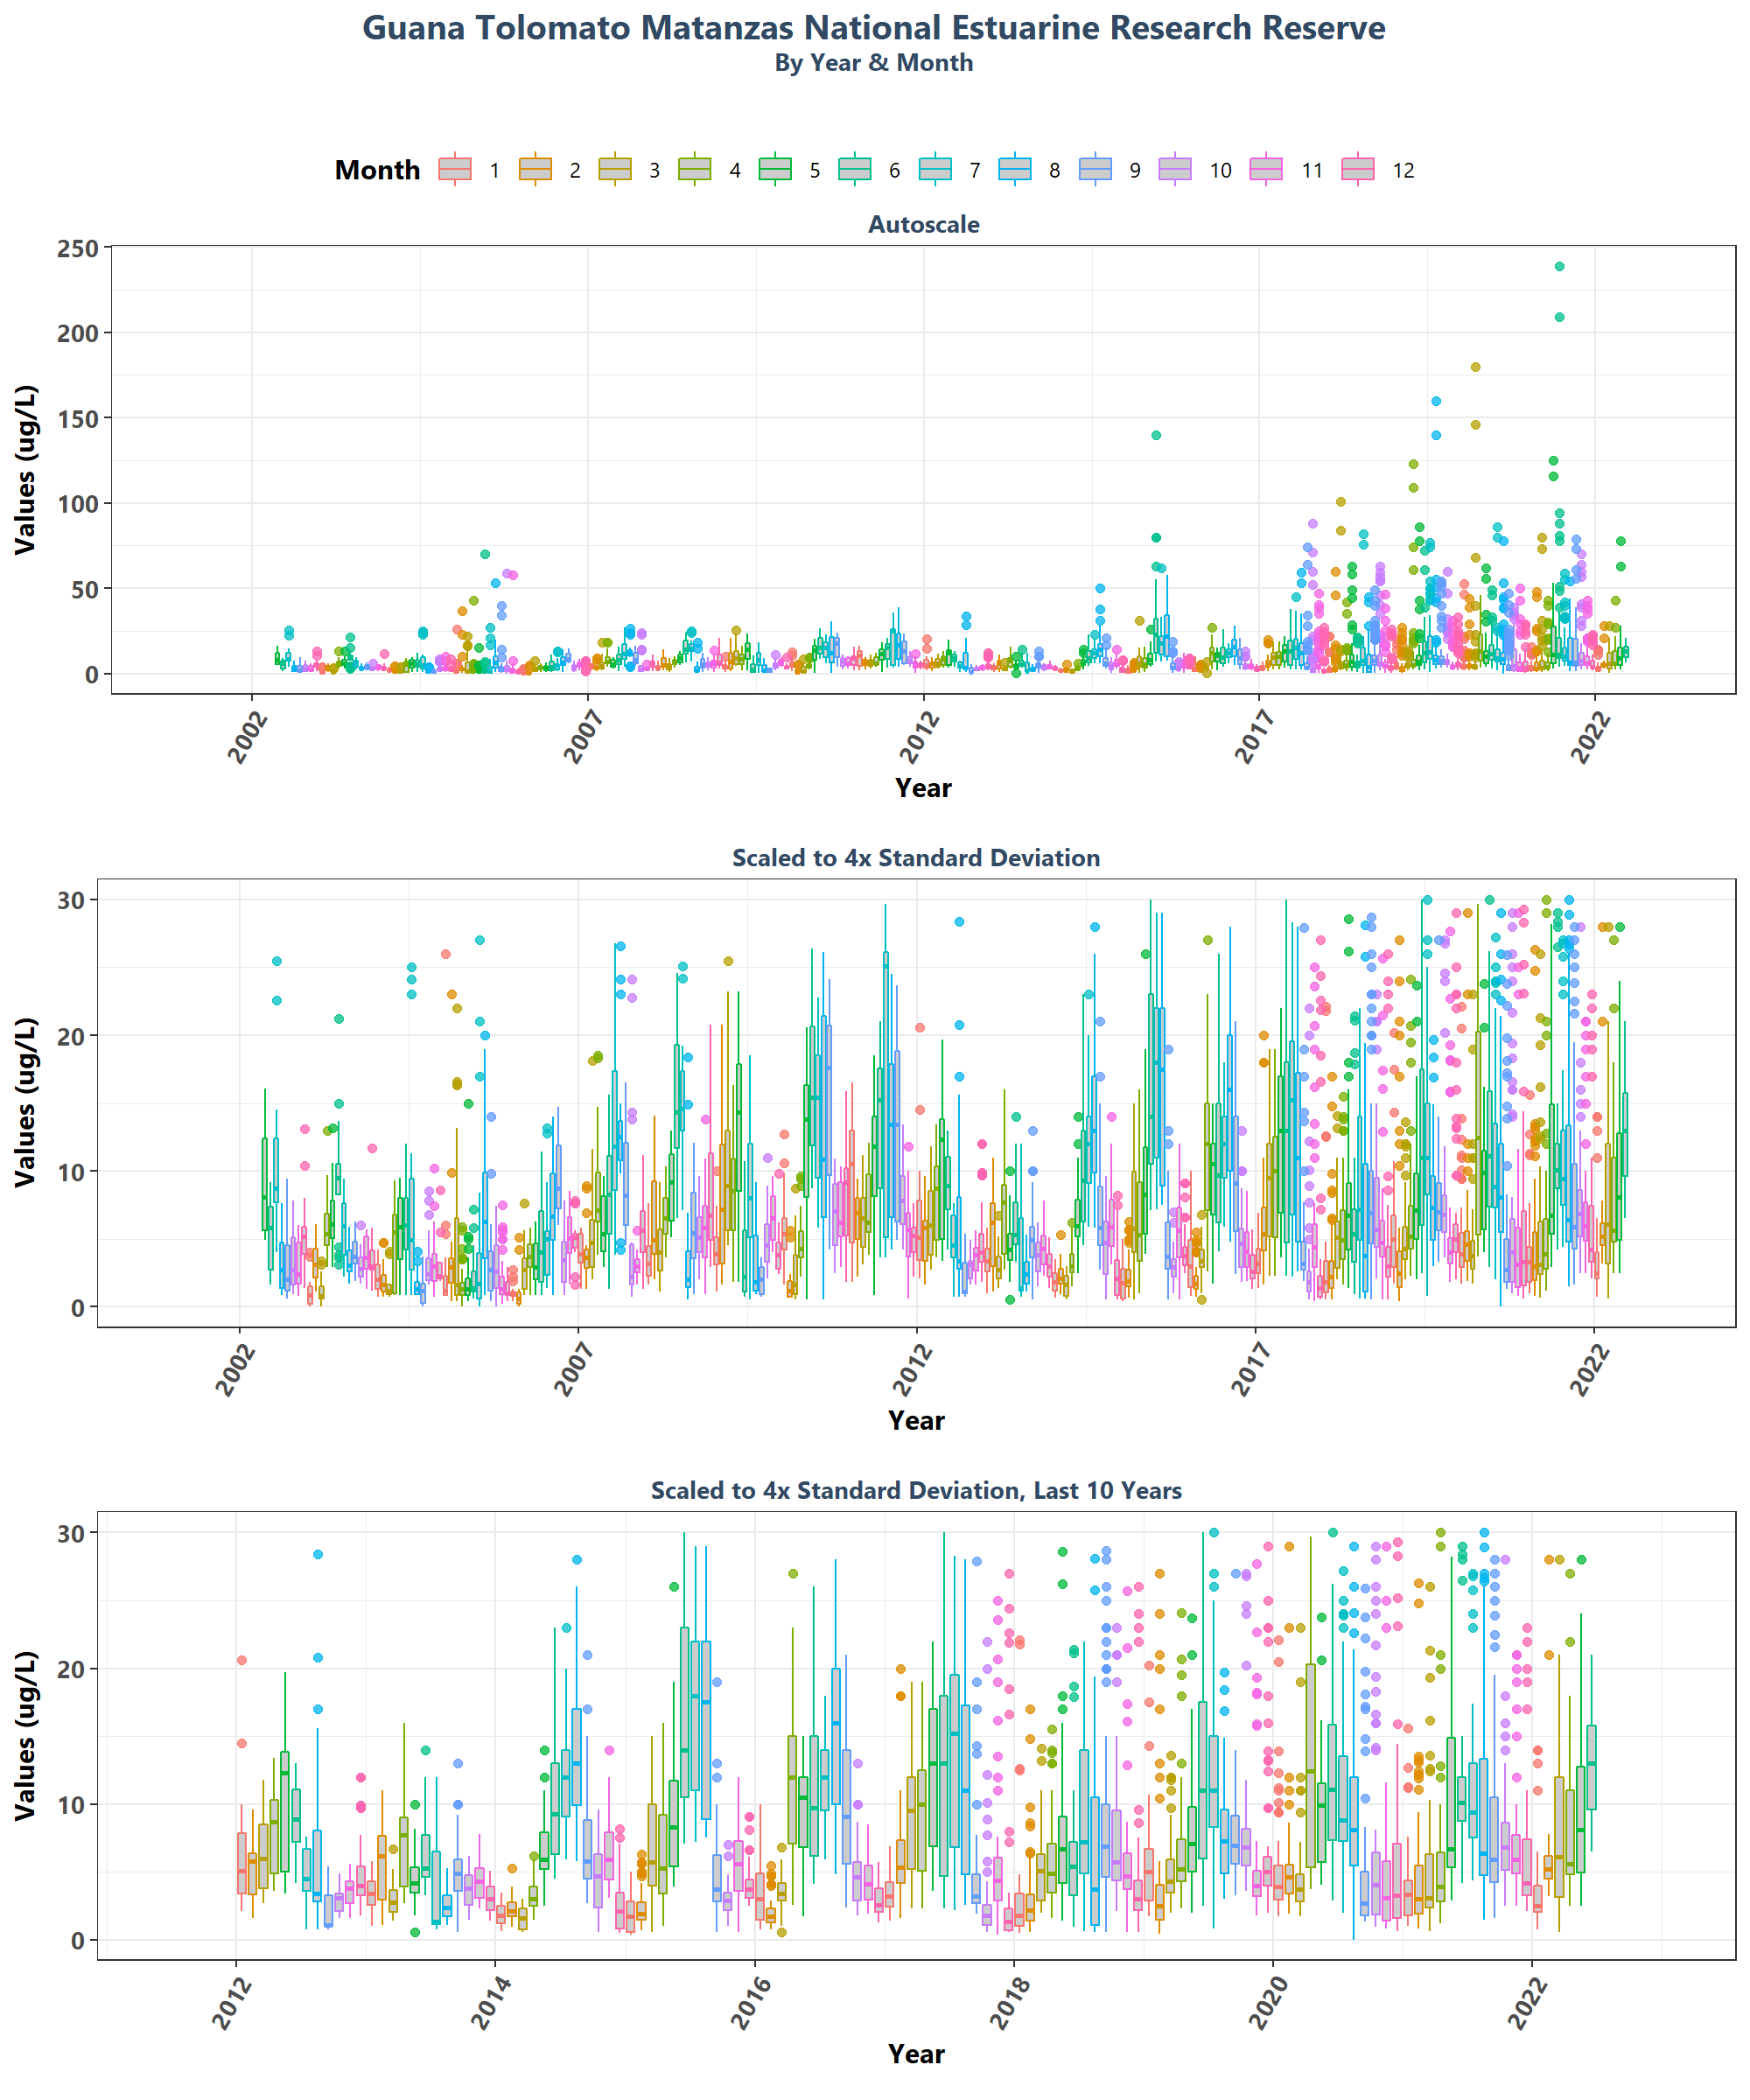 Guana Tolomato Matanzas National Estuarine Research Reserve
By Year & Month
Month 1 2 3 4 5 6 7 8 9 10 11 12
Autoscale
250
200
150
100
50
0
Values (ug/L)
2002 2007 2012 2017 2022
Year
Scaled to 4x Standard Deviation
30
20
10
0
Values (ug/L)
2002 2007 2012 2017 2022
Year
Scaled to 4x Standard Deviation, Last 10 Years
30
20
10
0
Values (ug/L)
2012 2014 2016 2018 2020 2022
Year